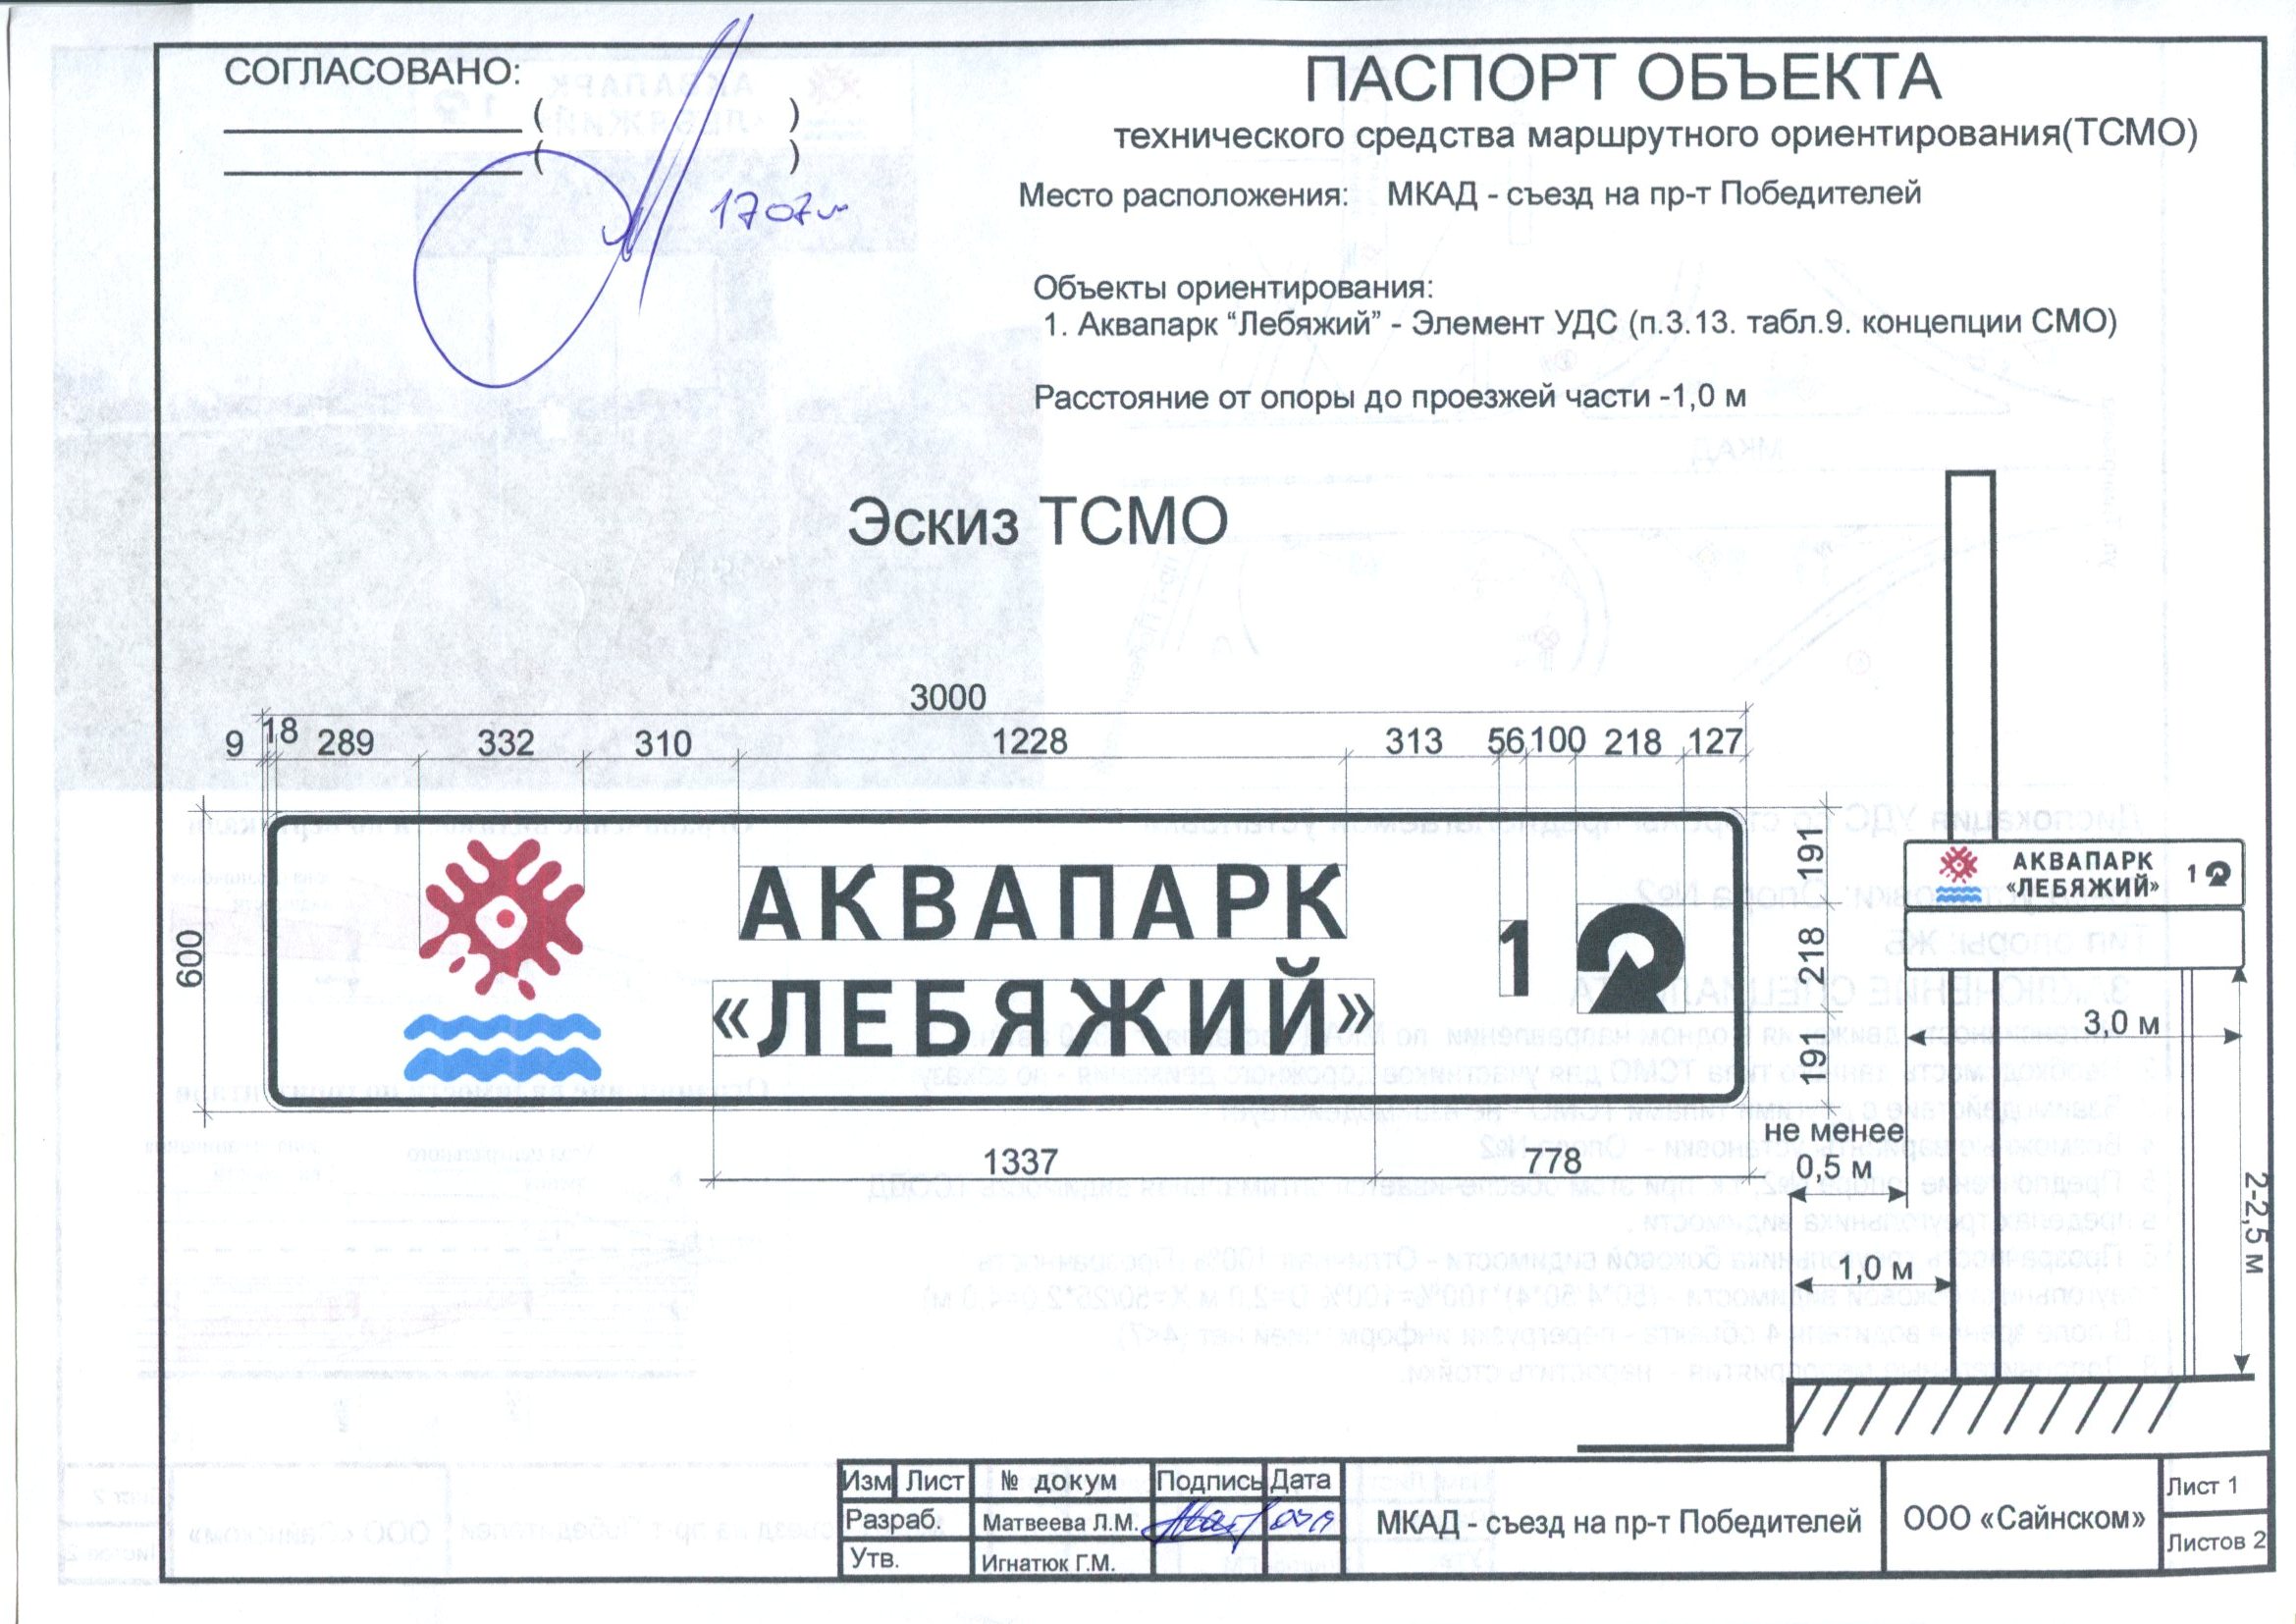 СОГЛАСОВАНО:
( )
( )
ПАСПОРТ ОБЪЕКТА
технического средства маршрутного ориентирования(ТСМО)
Место расположения: МКАД - съезд на пр-т Победителей
Объекты ориентирования:
1. Аквапарк “Лебяжий” - Элемент УДС (п.3.13. табл.9. концепции СМО)
Расстояние от опоры до проезжей части -1,0 м
Эскиз ТСМО
3000
9 18 289 332 310 1228 313 56 100 218 127
600
АКВАПАРК
«ЛЕБЯЖИЙ»
1
191
218
191
1337 778
АКВАПАРК
«ЛЕБЯЖИЙ»
1
3,0 м
не менее
0,5 м
1,0 м
2-2,5 м
Изм Лист № докум Подпись Дата
Разраб. Матвеева Л.М.
Утв. Игнатюк Г.М.
МКАД - съезд на пр-т Победителей
ООО «Сайнском»
Лист 1
Листов 2